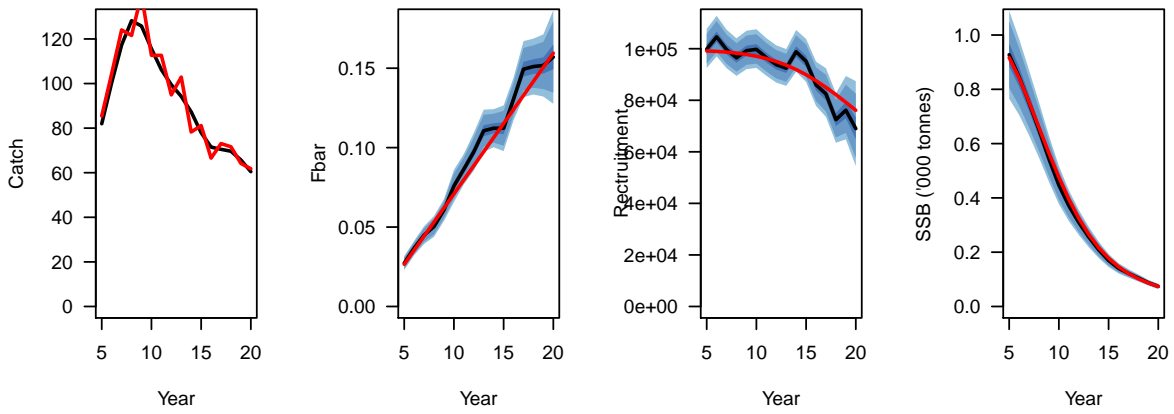 Catch
120
100
80
60
40
20
0
5 10 15 20
Year
Fbar
0.15
0.10
0.05
0.00
5 10 15 20
Year
Rectruitment
1e+05
8e+04
6e+04
4e+04
2e+04
0e+00
5 10 15 20
Year
SSB ('000 tonnes)
1.0
0.8
0.6
0.4
0.2
0.0
5 10 15 20
Year